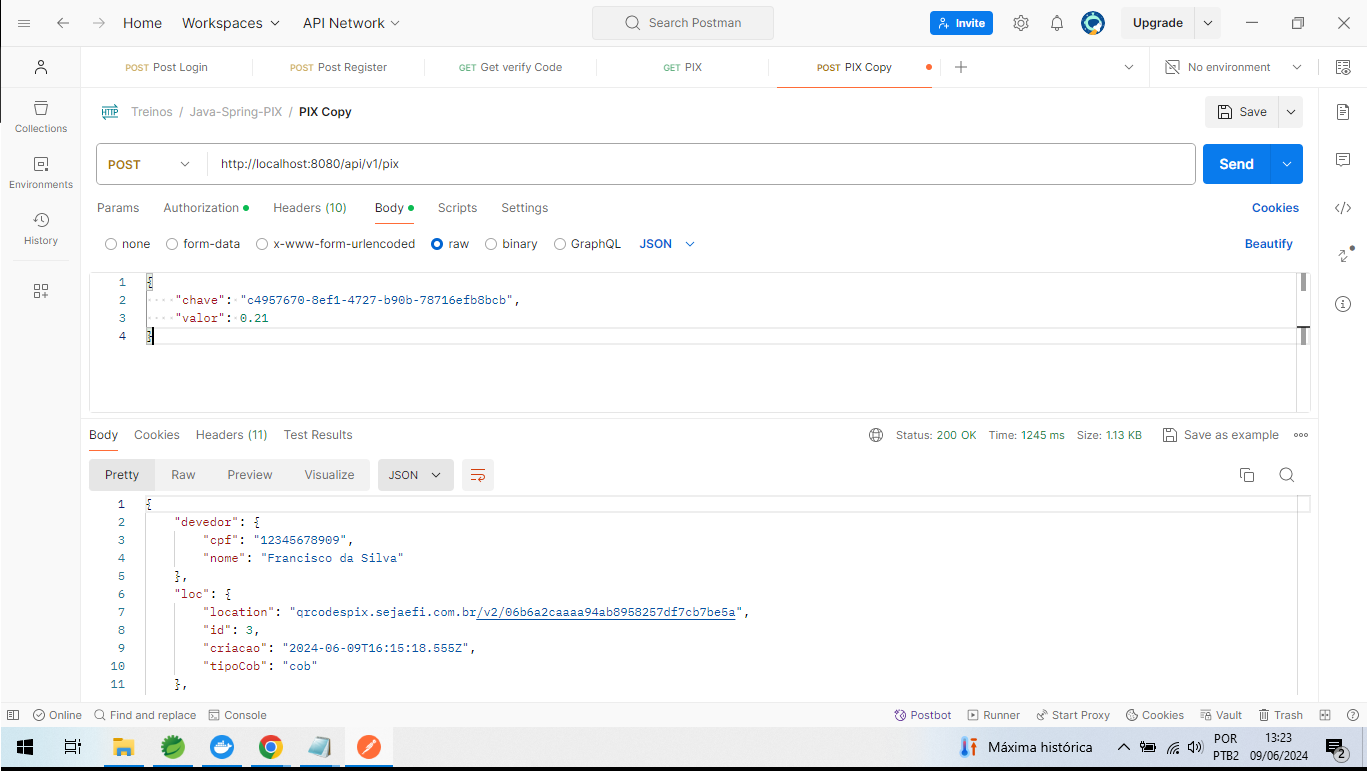 Home Workspaces API Network Search Postman Invite Upgrade
POST Post Login POST Post Register GET Get verify Code GET PIX POST PIX Copy No environment
HTTP Treinos / Java-Spring-PIX / PIX Copy Save
Collections
Environments
History
POST http://localhost:8080/api/v1/pix Send
Params Authorization Headers (10) Body Scripts Settings Cookies
none form-data x-www-form-urlencoded raw binary GraphQL JSON Beautify
1 {
2 "chave": "c4957670-8ef1-4727-b90b-78716efb8bcb",
3 "valor": 0.21
4 }
Body Cookies Headers (11) Test Results Status: 200 OK Time: 1245 ms Size: 1.13 KB Save as example
Pretty Raw Preview Visualize JSON
1 {
2 "devedor": {
3 "cpf": "12345678909",
4 "nome": "Francisco da Silva"
5 },
6 "loc": {
7 "location": "qrcodespix.sejaefi.com.br/v2/06b6a2caaaa94ab8958257df7cb7be5a",
8 "id": 3,
9 "criacao": "2024-06-09T16:15:18.555Z",
10 "tipoCob": "cob"
11 },
Online Find and replace Console Postbot Runner Start Proxy Cookies Vault Trash
Máxima histórica POR 13:23
PTB2 09/06/2024 2